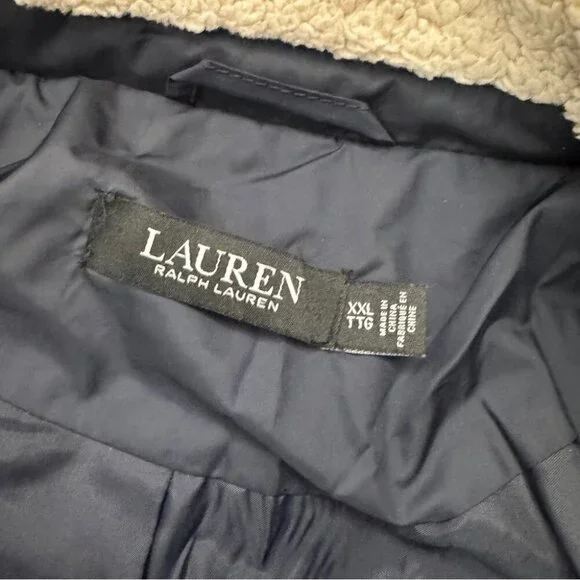 LAUREN
RALPH LAUREN
XXL
TTG
MADE IN
CHINA
FABRIQUÉ EN
CHINE